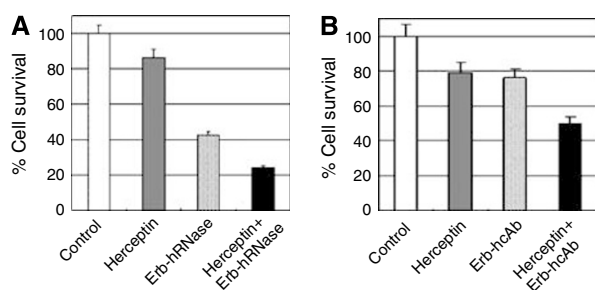 A
% Cell survival
100
80
60
40
20
0
Control
Herceptin
Erb-hRNase
Herceptin+
Erb-hRNase
B
% Cell survival
100
80
60
40
20
0
Control
Herceptin
Erb-hcAb
Herceptin+
Erb-hcAb